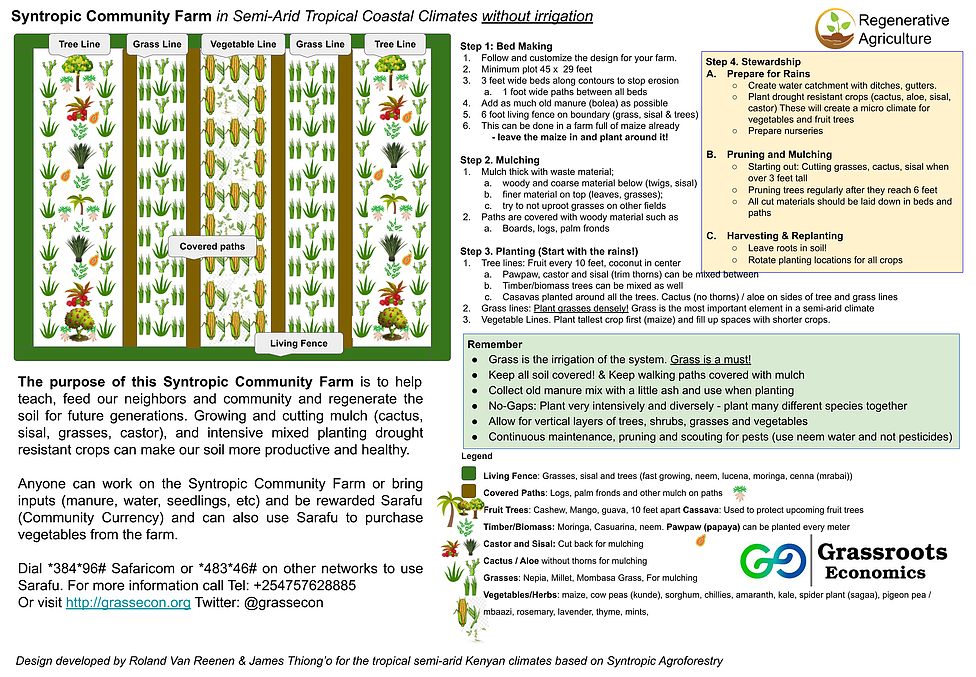 Syntropic Community Farm in Semi-Arid Tropical Coastal Climates without irrigation
Regenerative
Agriculture
Tree Line
Grass Line
Vegetable Line
Grass Line
Tree Line
Covered paths
Living Fence
Step 1: Bed Making
1. Follow and customize the design for your farm.
2. Minimum plot 45 x 29 feet
3. 3 feet wide beds along contours to stop erosion
a. 1 foot wide paths between all beds
4. Add as much old manure (bolea) as possible
5. 6 foot living fence on boundary (grass, sisal & trees)
6. This can be done in a farm full of maize already
- leave the maize in and plant around it!
Step 2. Mulching
1. Mulch thick with waste material;
a. woody and coarse material below (twigs, sisal)
b. finer material on top (leaves, grasses);
c. try to not uproot grasses on other fields
2. Paths are covered with woody material such as
a. Boards, logs, palm fronds
Step 3. Planting (Start with the rains!)
1. Tree lines: Fruit every 10 feet, coconut in center
a. Pawpaw, castor and sisal (trim thorns) can be mixed between
b. Timber/biomass trees can be mixed as well
c. Casavas planted around all the trees. Cactus (no thorns) / aloe on sides of tree and grass lines
2. Grass lines: Plant grasses densely! Grass is the most important element in a semi-arid climate
3. Vegetable Lines. Plant tallest crop first (maize) and fill up spaces with shorter crops.
Step 4. Stewardship
A. Prepare for Rains
○ Create water catchment with ditches, gutters.
○ Plant drought resistant crops (cactus, aloe, sisal,
castor) These will create a micro climate for
vegetables and fruit trees
○ Prepare nurseries
B. Pruning and Mulching
○ Starting out: Cutting grasses, cactus, sisal when
over 3 feet tall
○ Pruning trees regularly after they reach 6 feet
○ All cut materials should be laid down in beds and
paths
C. Harvesting & Replanting
○ Leave roots in soil!
○ Rotate planting locations for all crops
Remember
● Grass is the irrigation of the system. Grass is a must!
● Keep all soil covered! & Keep walking paths covered with mulch
● Collect old manure mix with a little ash and use when planting
● No-Gaps: Plant very intensively and diversely - plant many different species together
● Allow for vertical layers of trees, shrubs, grasses and vegetables
● Continuous maintenance, pruning and scouting for pests (use neem water and not pesticides)
The purpose of this Syntropic Community Farm is to help
teach, feed our neighbors and community and regenerate the
soil for future generations. Growing and cutting mulch (cactus,
sisal, grasses, castor), and intensive mixed planting drought
resistant crops can make our soil more productive and healthy.
Anyone can work on the Syntropic Community Farm or bring
inputs (manure, water, seedlings, etc) and be rewarded Sarafu
(Community Currency) and can also use Sarafu to purchase
vegetables from the farm.
Dial *384*96# Safaricom or *483*46# on other networks to use
Sarafu. For more information call Tel: +254757628885
Or visit http://grassecon.org Twitter: @grassecon
Legend
Living Fence: Grasses, sisal and trees (fast growing, neem, lucena, moringa, cenna (mrabai))
Covered Paths: Logs, palm fronds and other mulch on paths
Fruit Trees: Cashew, Mango, guava, 10 feet apart Cassava: Used to protect upcoming fruit trees
Timber/Biomass: Moringa, Casuarina, neem. Pawpaw (papaya) can be planted every meter
Castor and Sisal: Cut back for mulching
Cactus / Aloe without thorns for mulching
Grasses: Nepia, Millet, Mombasa Grass, For mulching
Vegetables/Herbs: maize, cow peas (kunde), sorghum, chillies, amaranth, kale, spider plant (sagaa), pigeon pea /
mbaazi, rosemary, lavender, thyme, mints,
Grassroots
Economics
Design developed by Roland Van Reenen & James Thiong'o for the tropical semi-arid Kenyan climates based on Syntropic Agroforestry